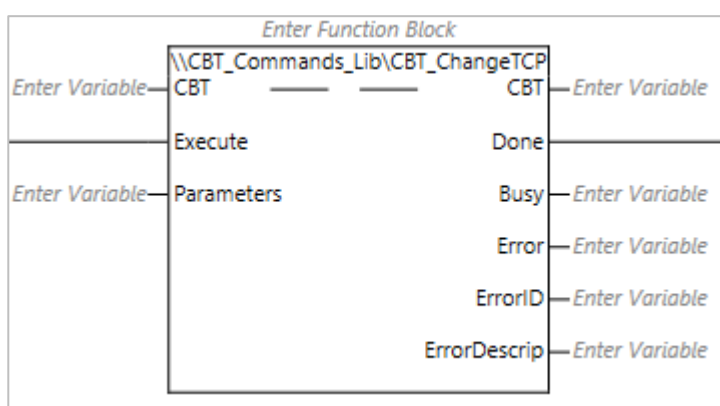 Enter Function Block
\\CBT_Commands_Lib\CBT_ChangeTCP
Enter Variable CBT CBT Enter Variable
Execute Done
Enter Variable Parameters Busy Enter Variable
Error Enter Variable
ErrorID Enter Variable
ErrorDescrip Enter Variable